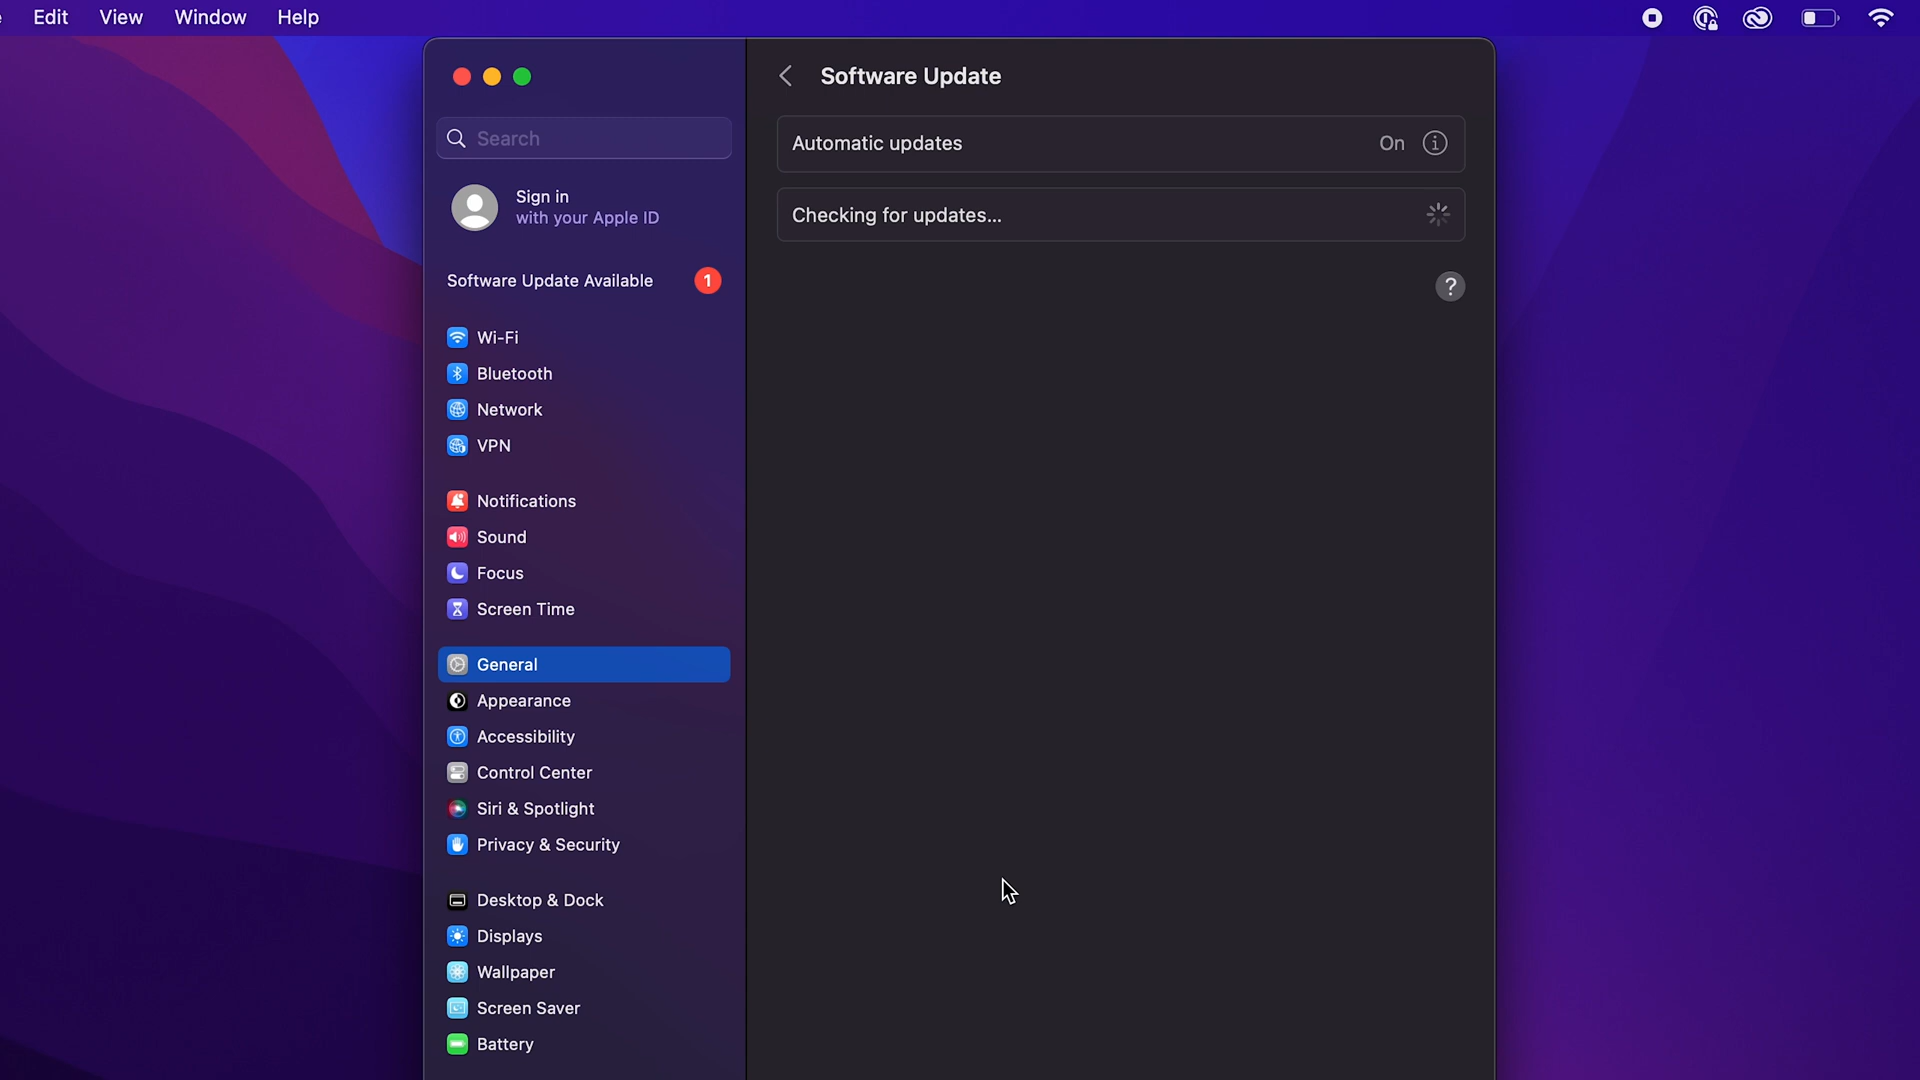 Edit View Window Help
Search
Sign in
with your Apple ID
Software Update Available 1
Wi-Fi
Bluetooth
Network
VPN
Notifications
Sound
Focus
Screen Time
General
Appearance
Accessibility
Control Center
Siri & Spotlight
Privacy & Security
Desktop & Dock
Displays
Wallpaper
Screen Saver
Battery
Software Update
Automatic updates On
Checking for updates...
?